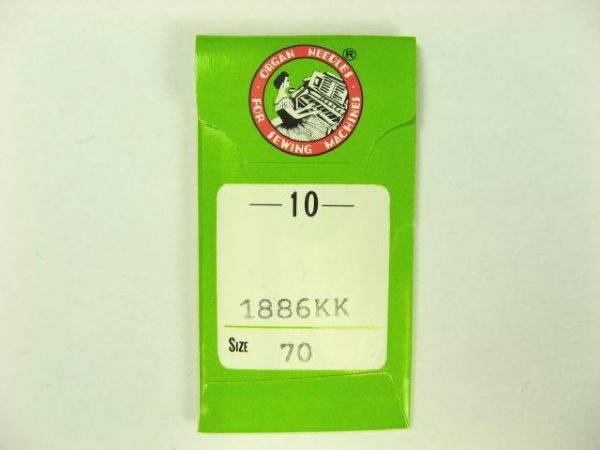 ORGAN NEEDLES ®
FOR SEWING MACHINES
—10—
1886KK
SIZE 70